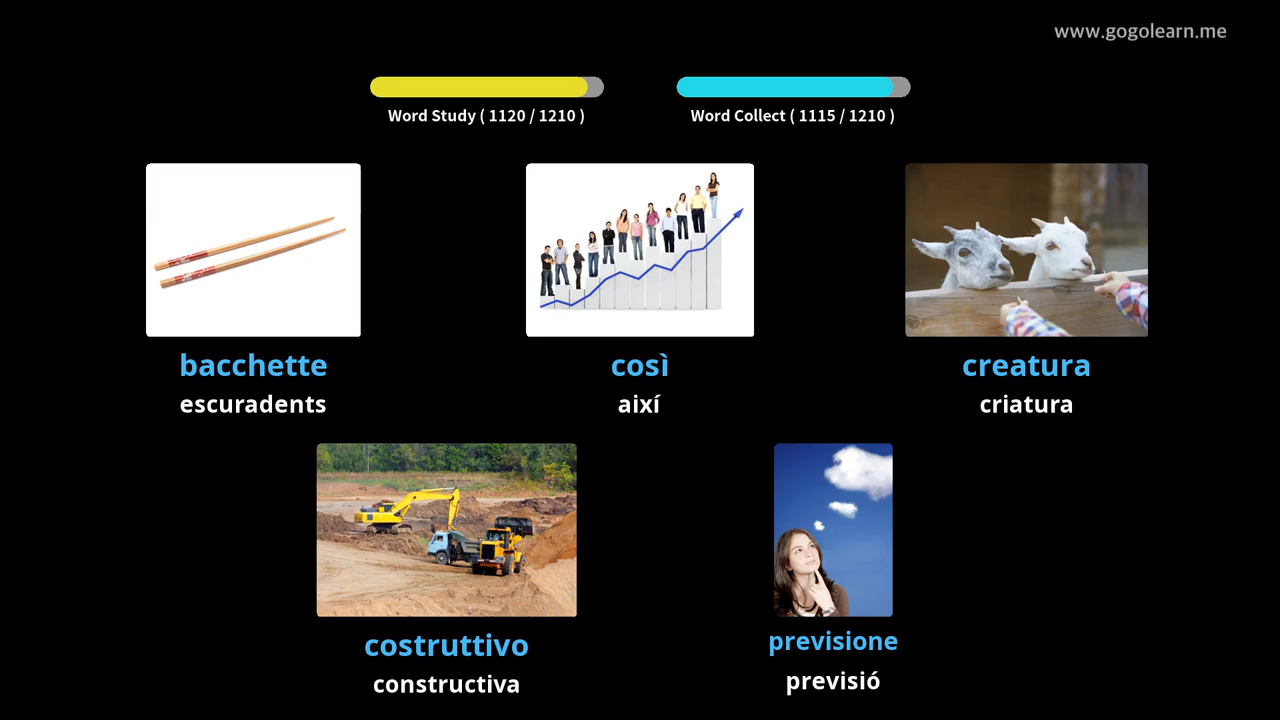 www.gogolearn.me
Word Study ( 1120 / 1210 )
Word Collect ( 1115 / 1210 )
bacchette
escuradents
così
així
creatura
criatura
costruttivo
constructiva
previsione
previsió